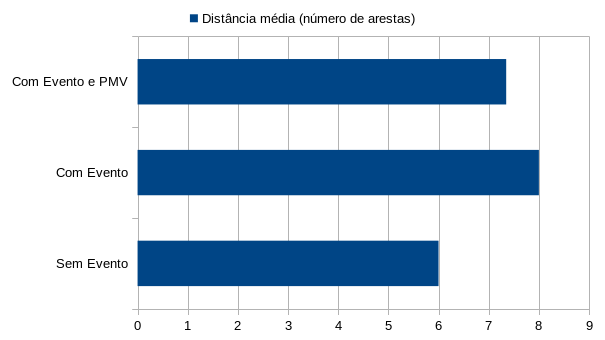 Distância média (número de arestas)
Com Evento e PMV
Com Evento
Sem Evento
0 1 2 3 4 5 6 7 8 9